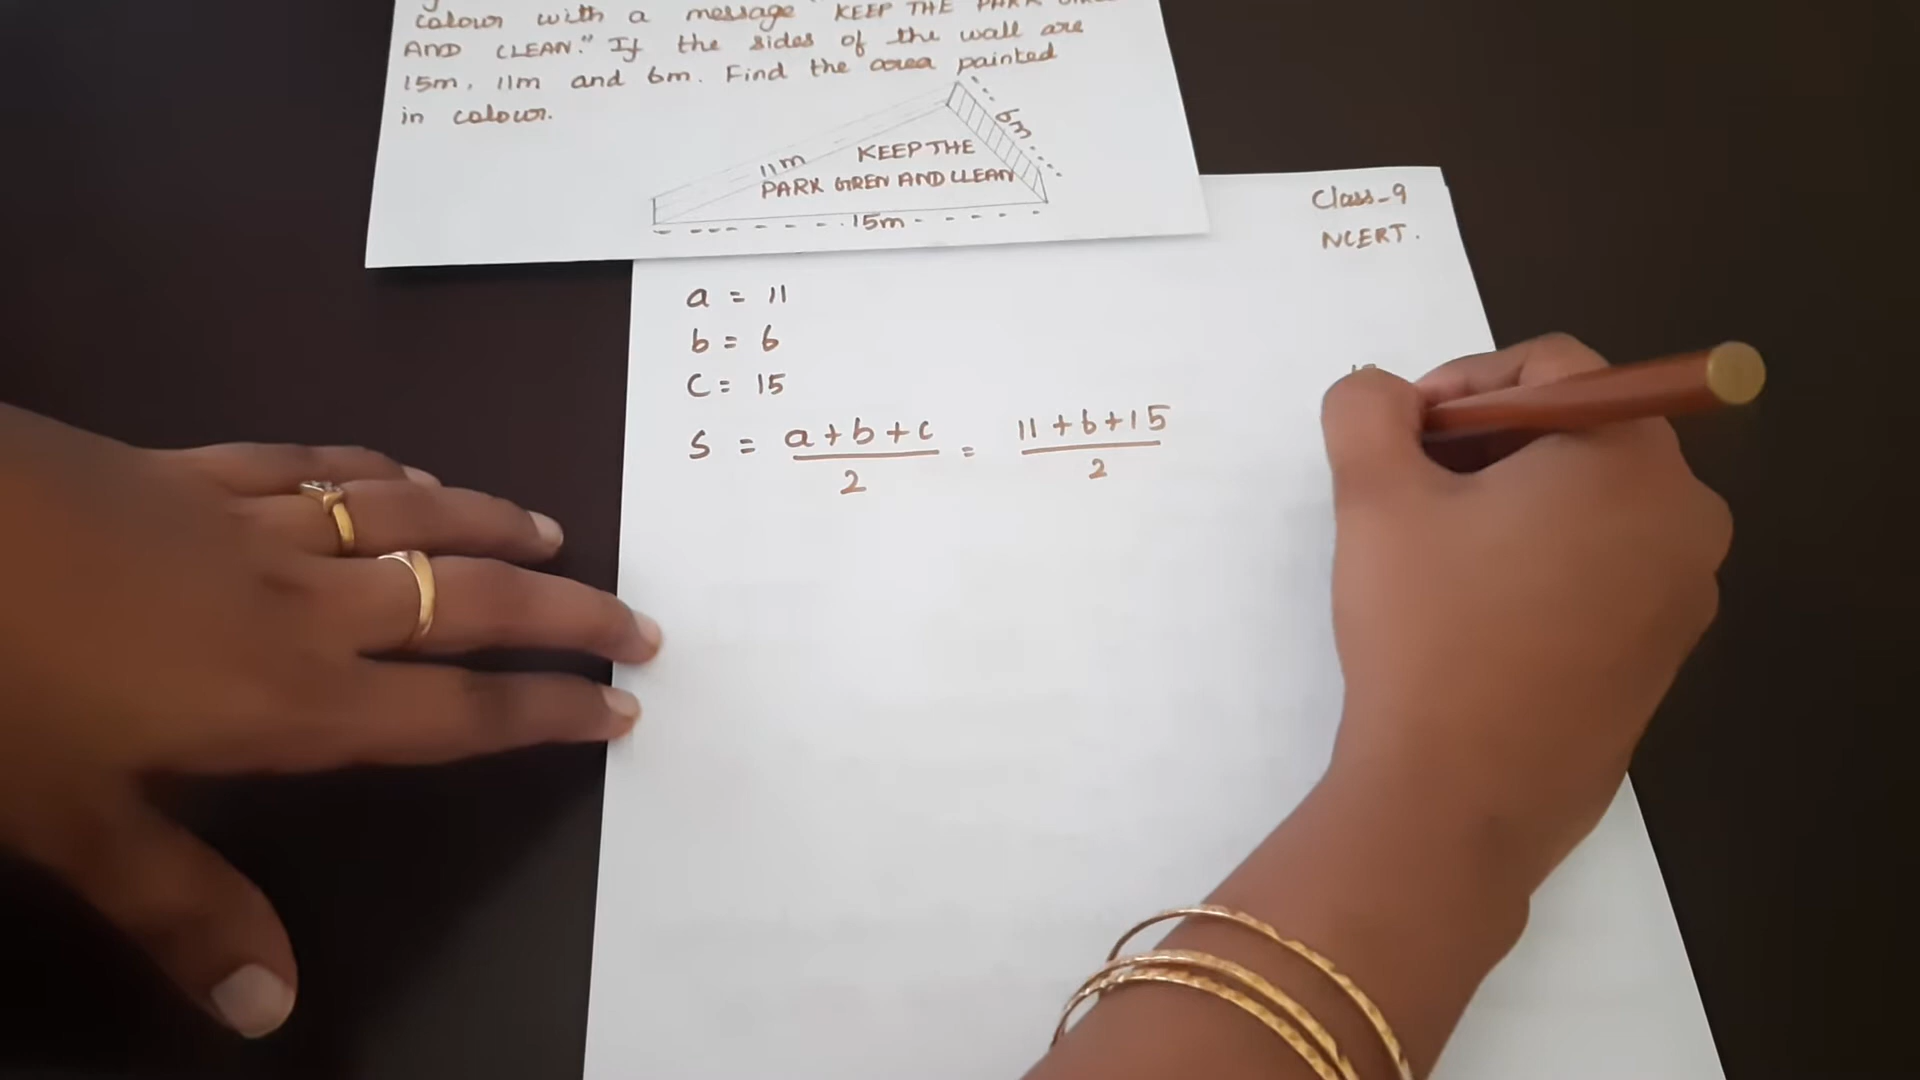 colour with a message "KEEP THE PARK
AND CLEAN." If the sides of the wall are
15m, 11m and 6m. Find the area painted
in colour.
6m
11m
KEEP THE
PARK GREN AND CLEAN
15m
Class-9
NCERT.
a = 11
b = 6
C = 15
S = a+b+c/2 = 11+6+15/2